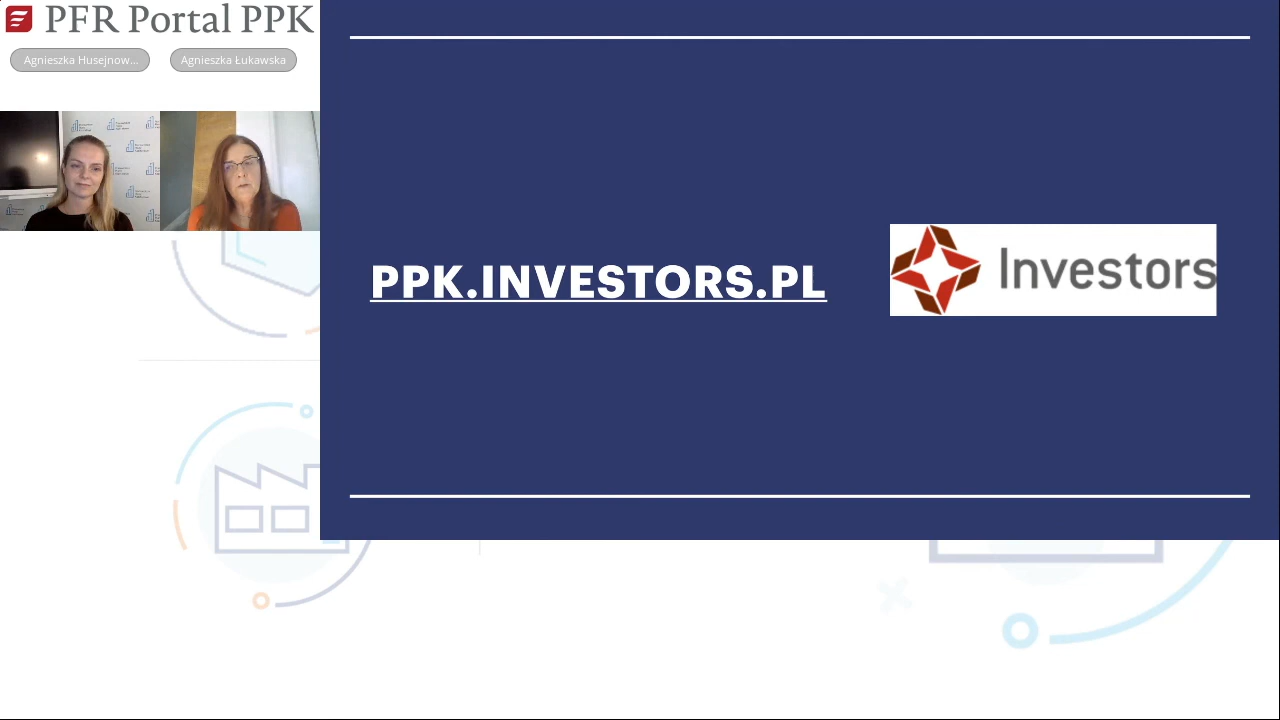 PFR Portal PPK
Agnieszka Husejnow...
Agnieszka Łukawska
PPK.INVESTORS.PL
Investors